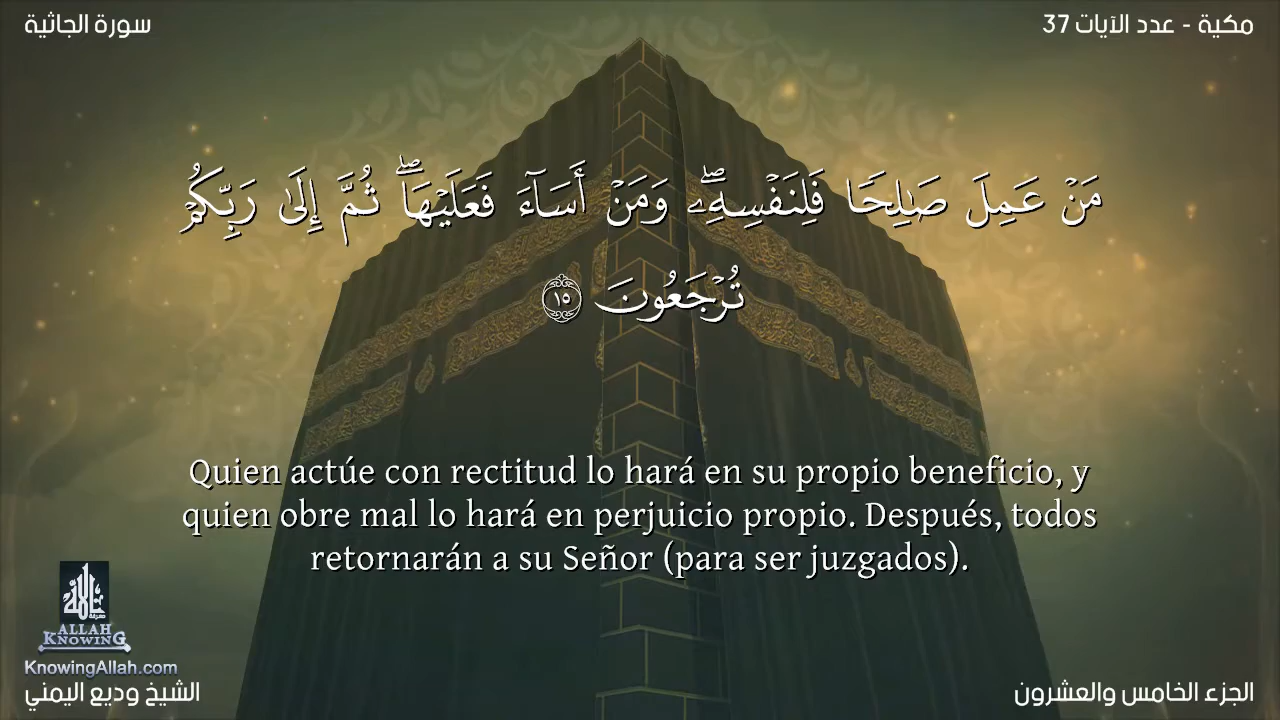 سورة الجاثية
مكية - عدد الآيات 37
مَنۡ عَمِلَ صَٰلِحٗا فَلِنَفۡسِهِۦۖ وَمَنۡ أَسَآءَ فَعَلَيۡهَاۖ ثُمَّ إِلَىٰ رَبِّكُمۡ
تُرۡجَعُونَ ١٥
Quien actúe con rectitud lo hará en su propio beneficio, y
quien obre mal lo hará en perjuicio propio. Después, todos
retornarán a su Señor (para ser juzgados).
معرفة الله
ALLAH
KNOWING
KnowingAllah.com
الشيخ وديع اليمني
الجزء الخامس والعشرون